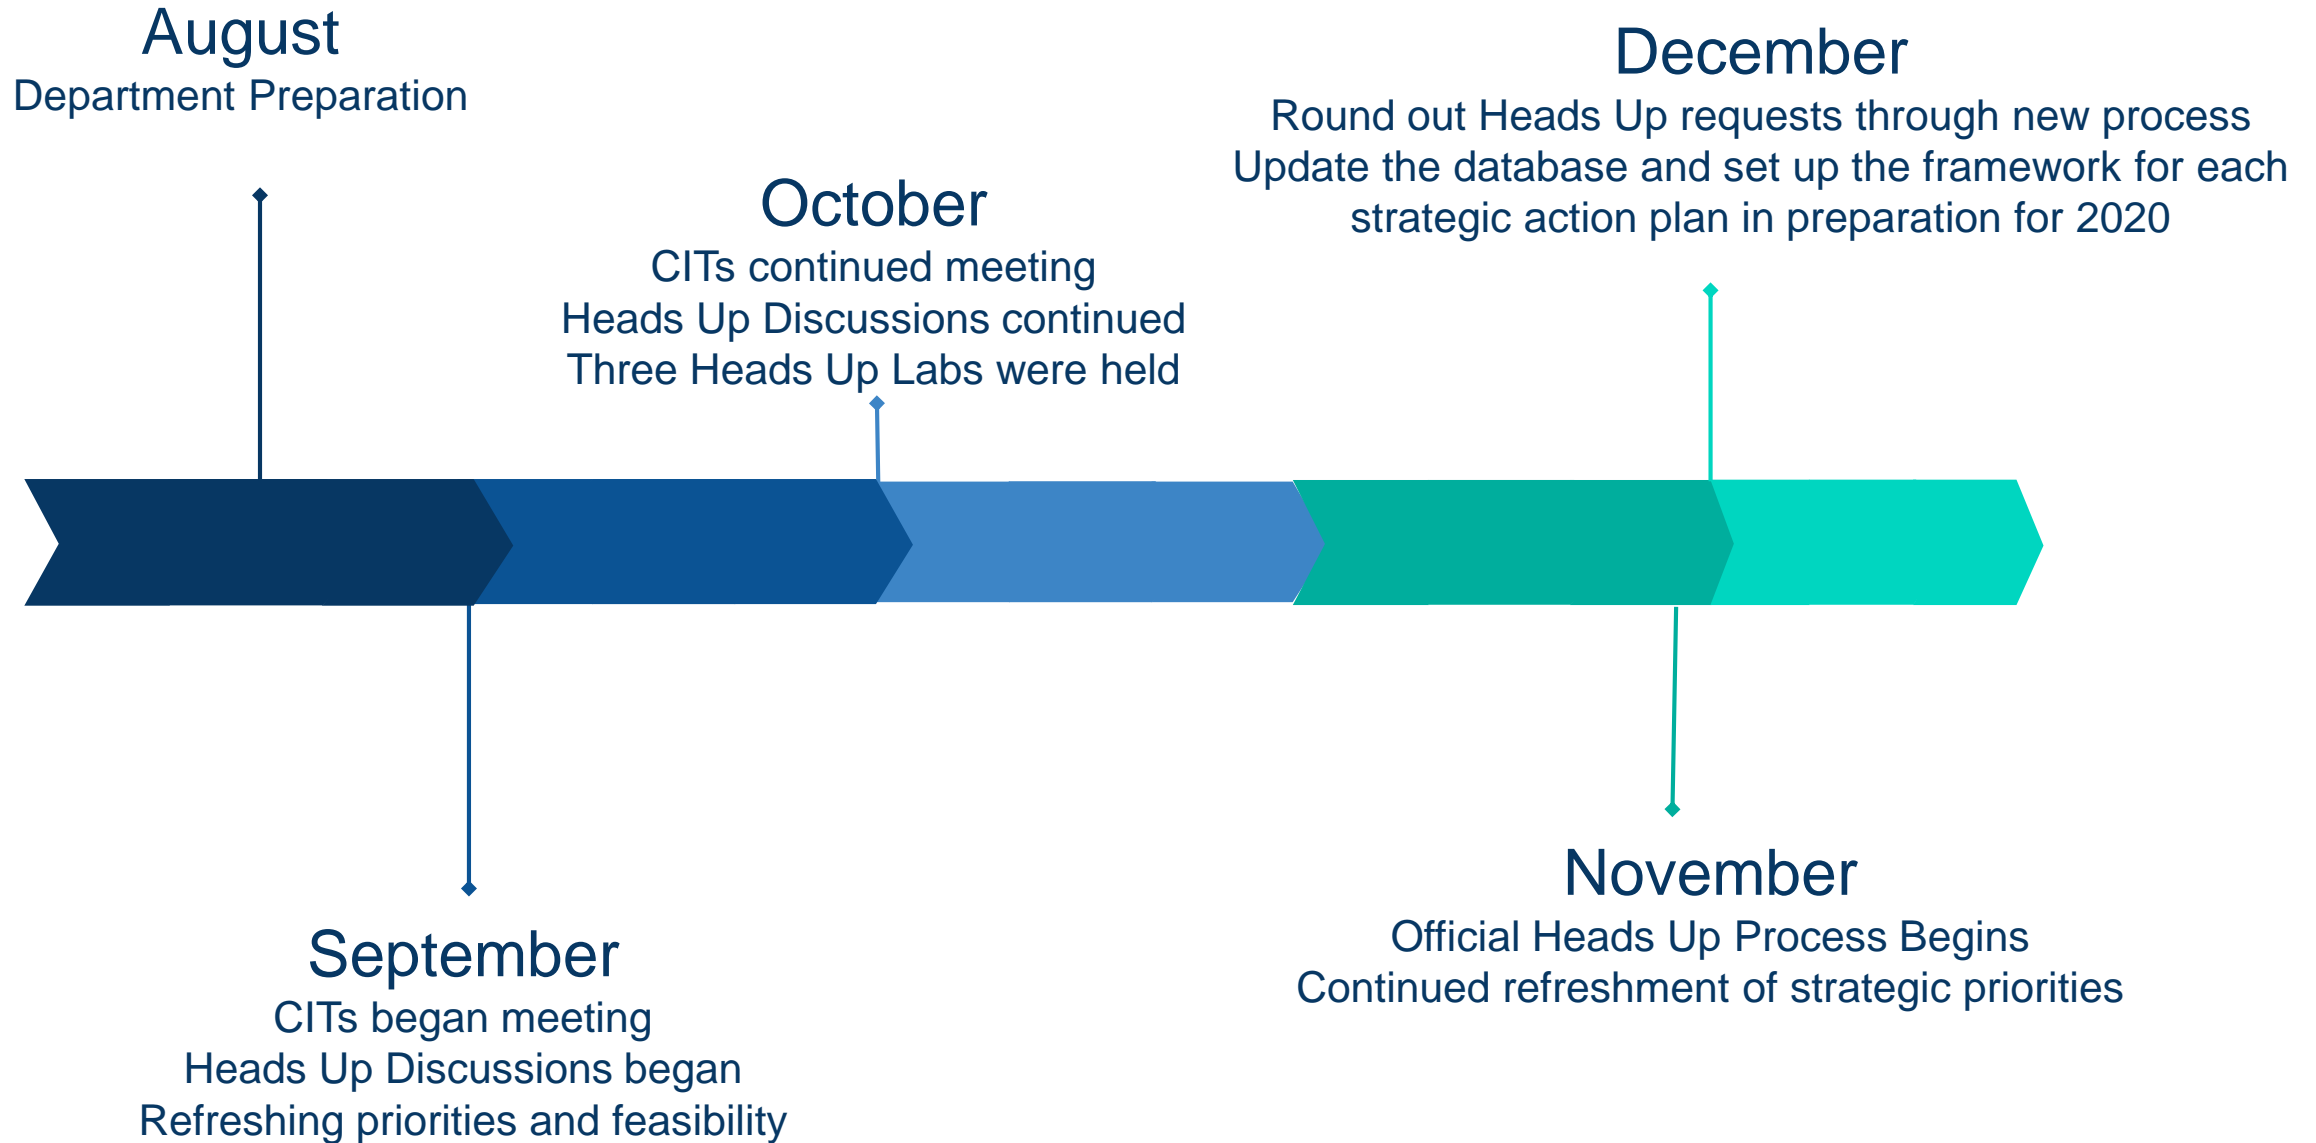 August
Department Preparation
September
CITs began meeting
Heads Up Discussions began
Refreshing priorities and feasibility
October
CITs continued meeting
Heads Up Discussions continued
Three Heads Up Labs were held
November
Official Heads Up Process Begins
Continued refreshment of strategic priorities
December
Round out Heads Up requests through new process
Update the database and set up the framework for each
strategic action plan in preparation for 2020